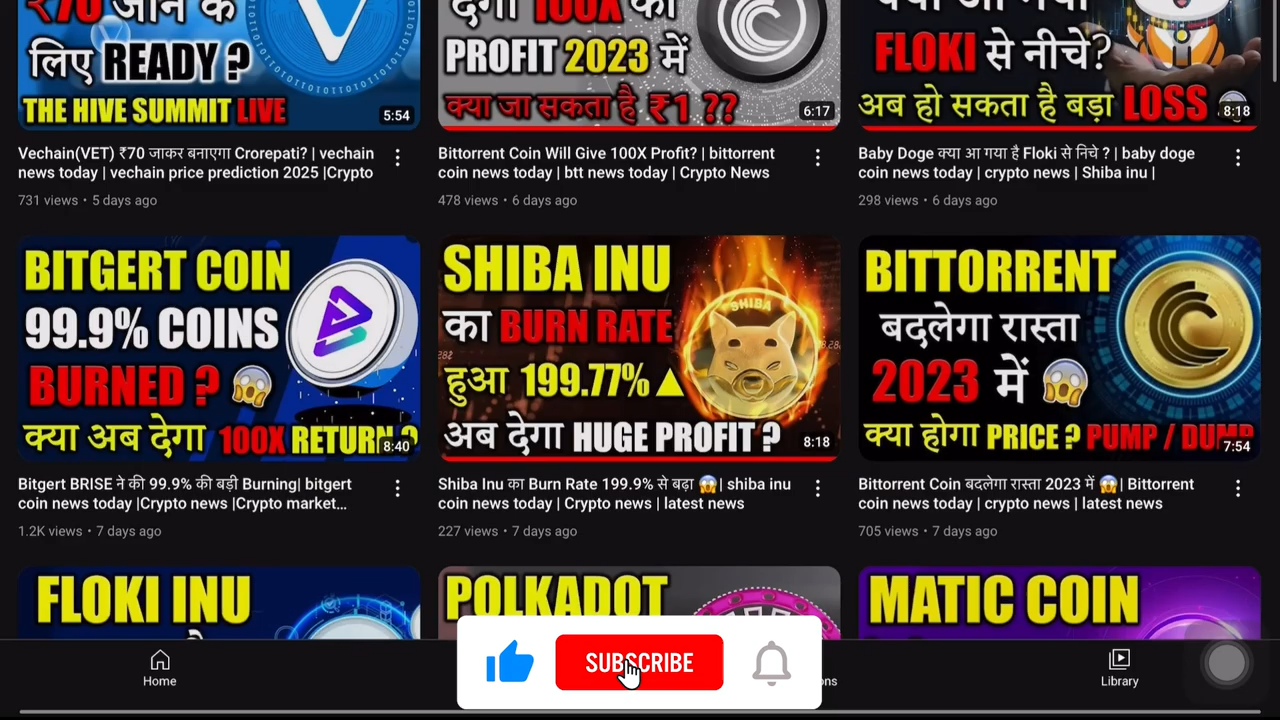 ₹70 जाने के
लिए READY ?
THE HIVE SUMMIT LIVE
5:54
देगा 100X का
PROFIT 2023 में
क्या जा सकता है ₹1 ??
6:17
क्या आ गया
FLOKI से नीचे?
अब हो सकता है बड़ा LOSS
8:18
Vechain(VET) ₹70 जाकर बनाएगा Crorepati? | vechain
news today | vechain price prediction 2025 |Crypto
731 views • 5 days ago
Bittorrent Coin Will Give 100X Profit? | bittorrent
coin news today | btt news today | Crypto News
478 views • 6 days ago
Baby Doge क्या आ गया है Floki से निचे ? | baby doge
coin news today | crypto news | Shiba inu |
298 views • 6 days ago
BITGERT COIN
99.9% COINS
BURNED ?
क्या अब देगा 100X RETURN ?
8:40
SHIBA INU
का BURN RATE
हुआ 199.77% ▲
अब देगा HUGE PROFIT ?
SHIBA
8:18
BITTORRENT
बदलेगा रास्ता
2023 में
क्या होगा PRICE ? PUMP / DUMP
7:54
Bitgert BRISE ने की 99.9% की बड़ी Burning| bitgert
coin news today |Crypto news |Crypto market...
1.2K views • 7 days ago
Shiba Inu का Burn Rate 199.9% से बढ़ा 😱| shiba inu
coin news today | Crypto news | latest news
227 views • 7 days ago
Bittorrent Coin बदलेगा रास्ता 2023 में 😱| Bittorrent
coin news today | crypto news | latest news
705 views • 7 days ago
FLOKI INU
POLKADOT
MATIC COIN
Home
SUBSCRIBE
ons
Library